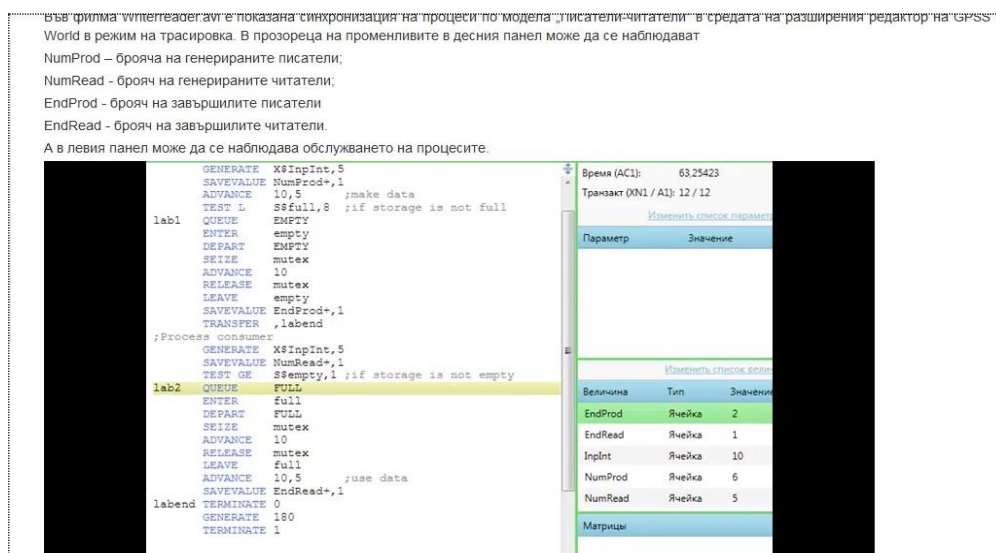 Във филма Writerreader.avi е показана синхронизация на процеси по модела „Писатели-читатели“ в средата на разширения редактор на GPSS
World в режим на трасировка. В прозореца на променливите в десния панел може да се наблюдават
NumProd – брояча на генерираните писатели;
NumRead - брояч на генерираните читатели;
EndProd - брояч на завършилите писатели
EndRead - брояч на завършилите читатели.
А в левия панел може да се наблюдава обслужването на процесите.
GENERATE X$InpInt,5
SAVEVALUE NumProd+,1
ADVANCE 10,5 ;make data
TEST L S$full,8 ;if storage is not full
lab1 QUEUE EMPTY
ENTER empty
DEPART EMPTY
SEIZE mutex
ADVANCE 10
RELEASE mutex
LEAVE empty
SAVEVALUE EndProd+,1
TRANSFER ,labend
;Process consumer
GENERATE X$InpInt,5
SAVEVALUE NumRead+,1
TEST GE S$empty,1 ;if storage is not empty
lab2 QUEUE FULL
ENTER full
DEPART FULL
SEIZE mutex
ADVANCE 10
RELEASE mutex
LEAVE full
ADVANCE 10,5 ;use data
SAVEVALUE EndRead+,1
labend TERMINATE 0
GENERATE 180
TERMINATE 1
Время (AC1): 63,25423
Транзакт (XN1 / A1): 12 / 12
Изменить список парамет
Параметр Значение
Изменить список велич
Величина Тип Значение
EndProd Ячейка 2
EndRead Ячейка 1
InpInt Ячейка 10
NumProd Ячейка 6
NumRead Ячейка 5
Матрицы